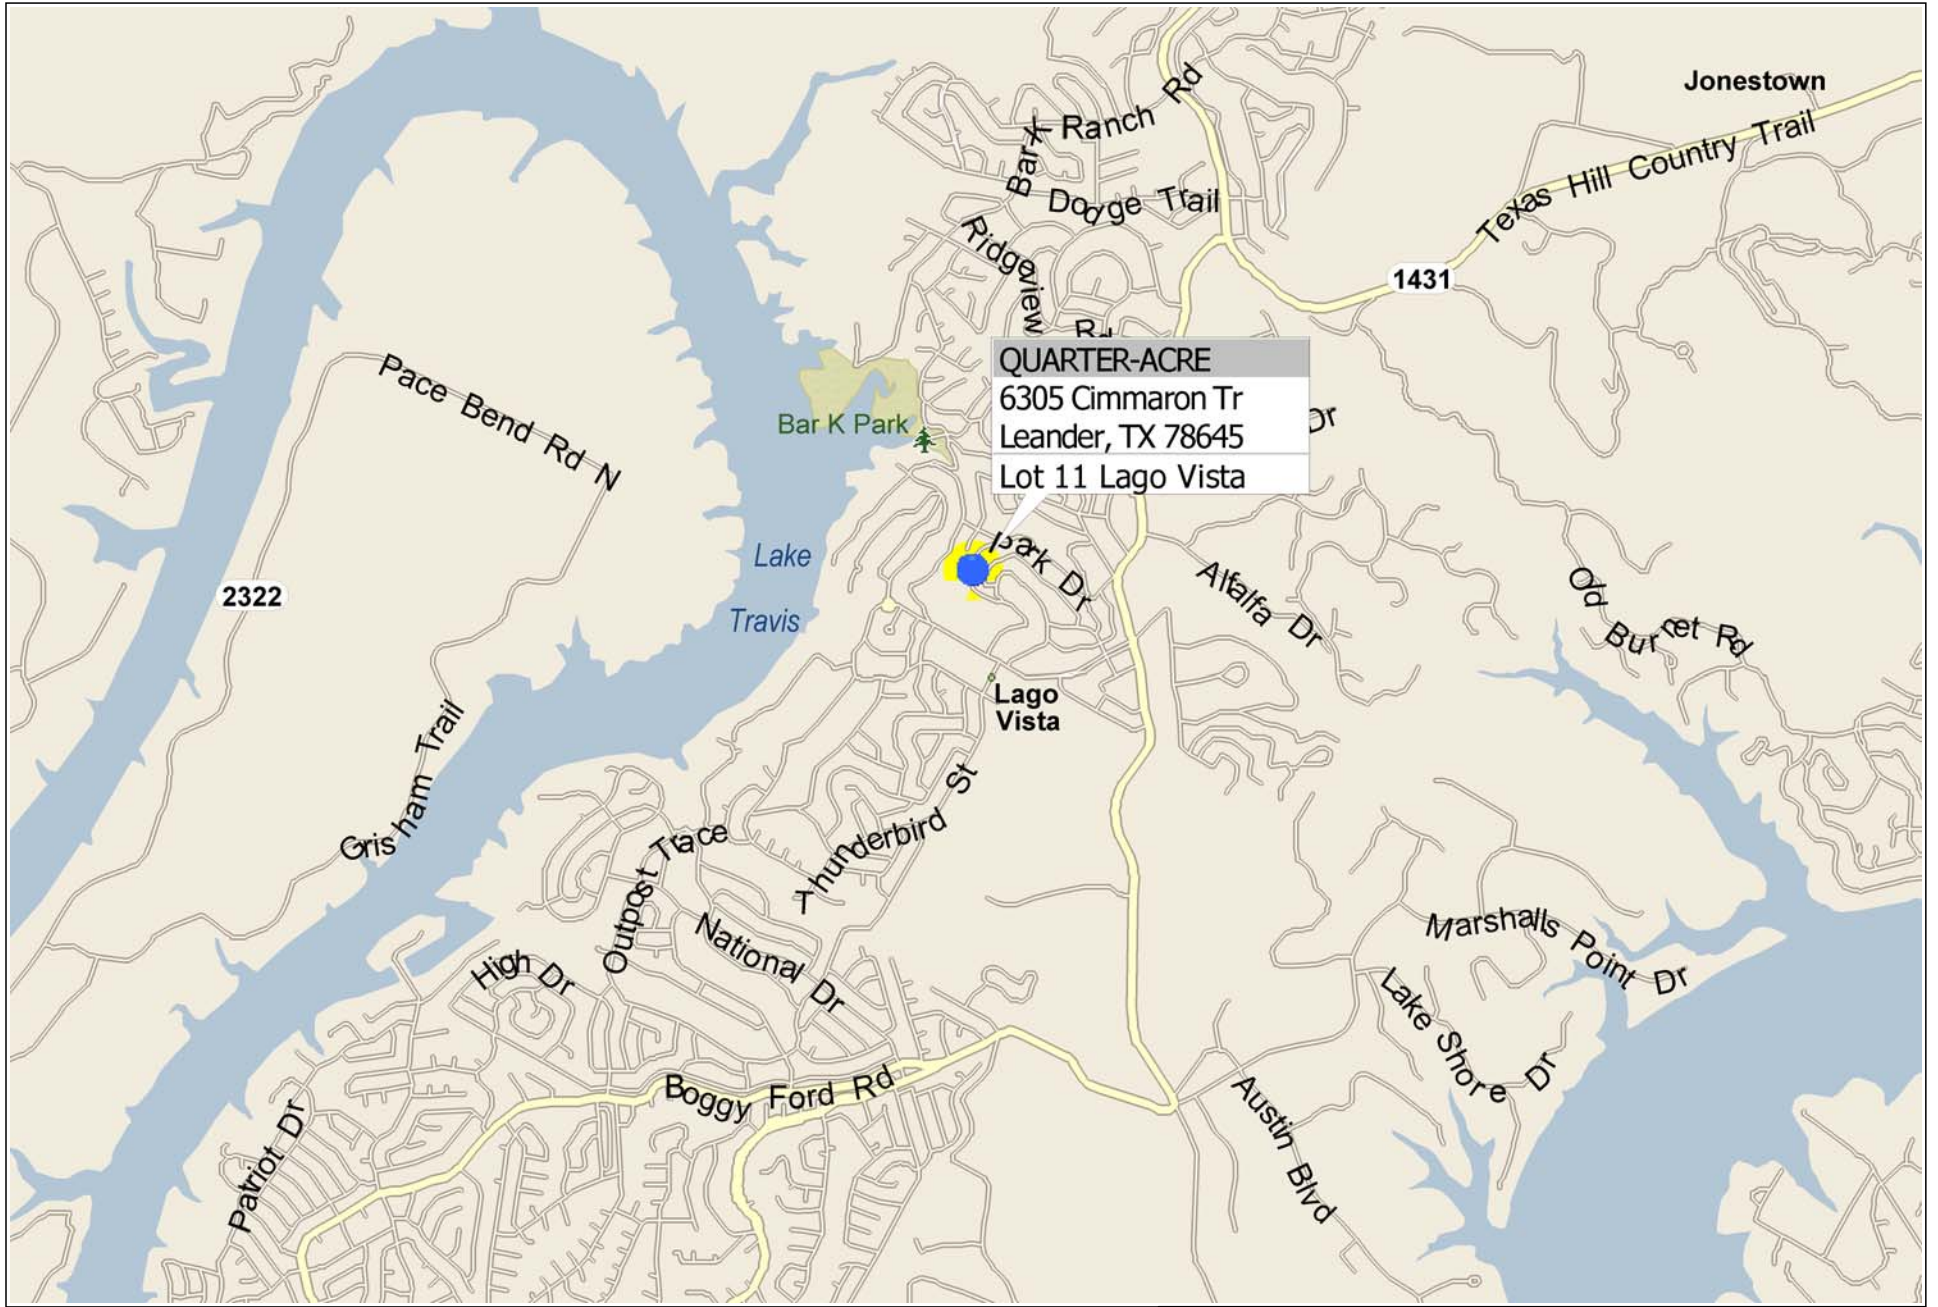 Jonestown
Bar K Ranch Rd
Texas Hill Country Trail
Dodge Trail
Ridgeview Rd
1431
QUARTER-ACRE
6305 Cimmaron Tr
Leander, TX 78645
Lot 11 Lago Vista
Dr
Pace Bend Rd N
Bar K Park
Park Dr
Lake
Travis
2322
Alfalfa Dr
Old Burnet Rd
Lago
Vista
Grisham Trail
Thunderbird St
Outpost Trace
National Dr
High Dr
Marshalls Point Dr
Lake Shore Dr
Boggy Ford Rd
Austin Blvd
Patriot Dr